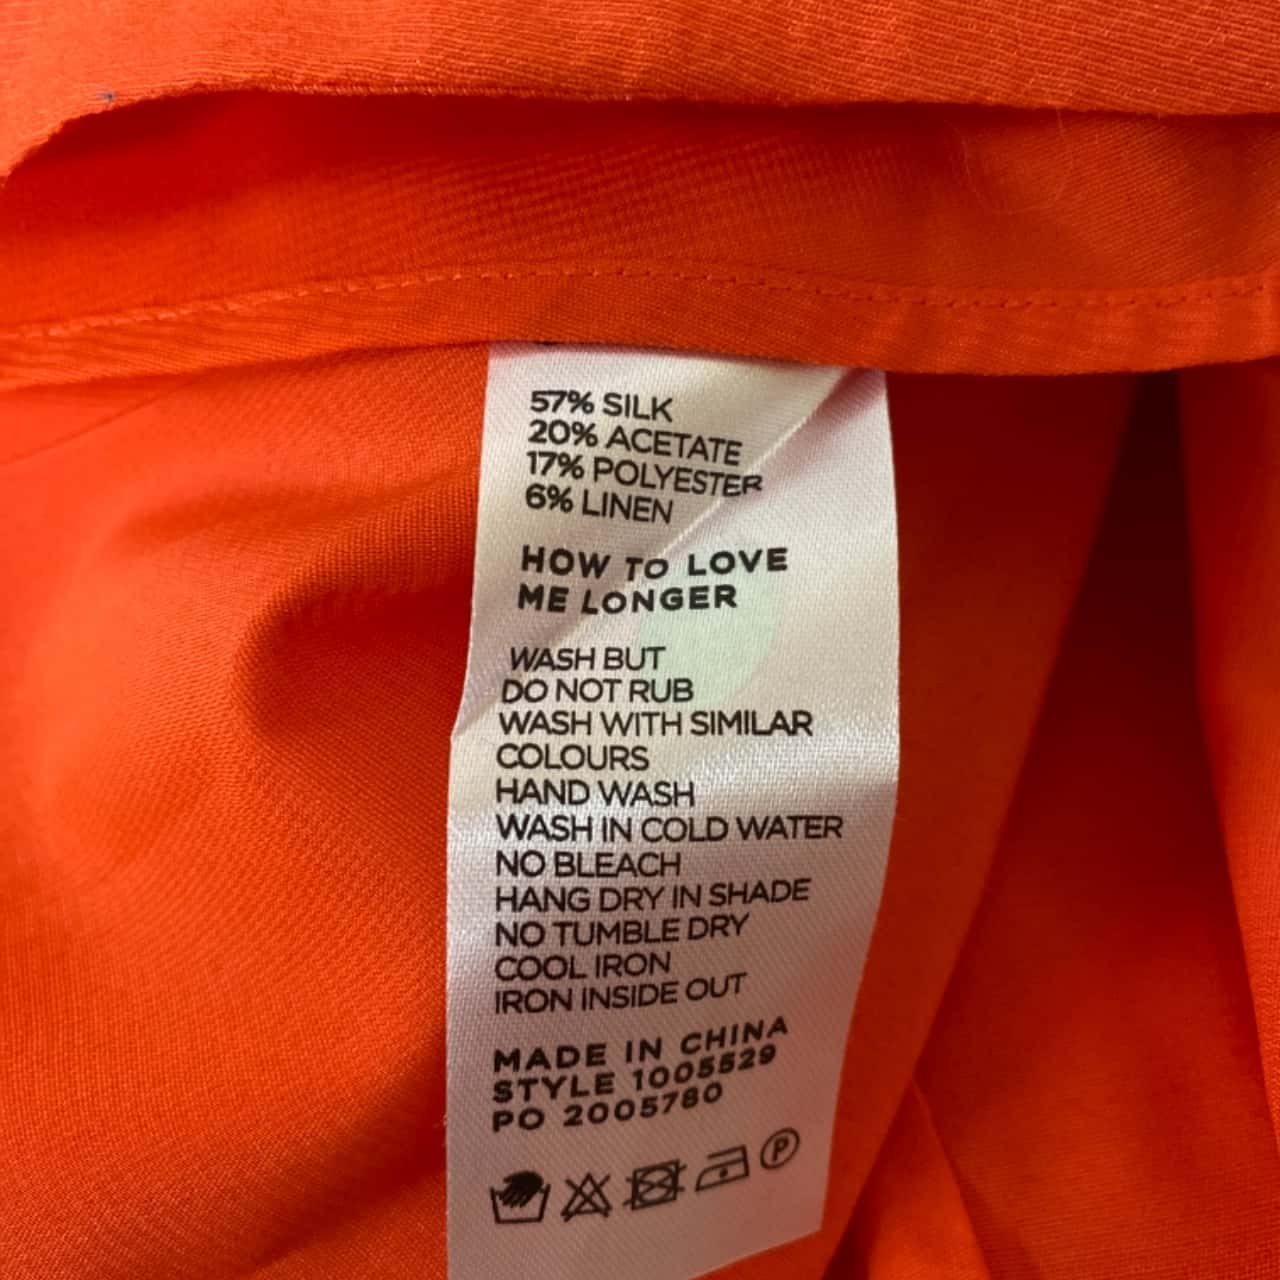 57% SILK
20% ACETATE
17% POLYESTER
6% LINEN
HOW TO LOVE
ME LONGER
WASH BUT
DO NOT RUB
WASH WITH SIMILAR
COLOURS
HAND WASH
WASH IN COLD WATER
NO BLEACH
HANG DRY IN SHADE
NO TUMBLE DRY
COOL IRON
IRON INSIDE OUT
MADE IN CHINA
STYLE 1005529
PO 2005780
P